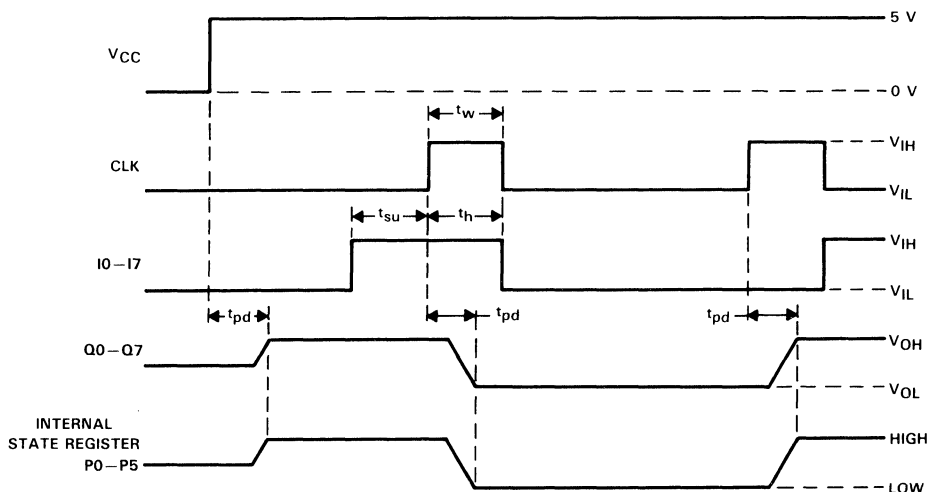 5 V
VCC
0 V
tw
VIH
CLK
VIL
tsu
th
VIH
I0–I7
VIL
tpd
tpd
tpd
Q0–Q7
VOH
VOL
INTERNAL
STATE REGISTER
P0–P5
HIGH
LOW